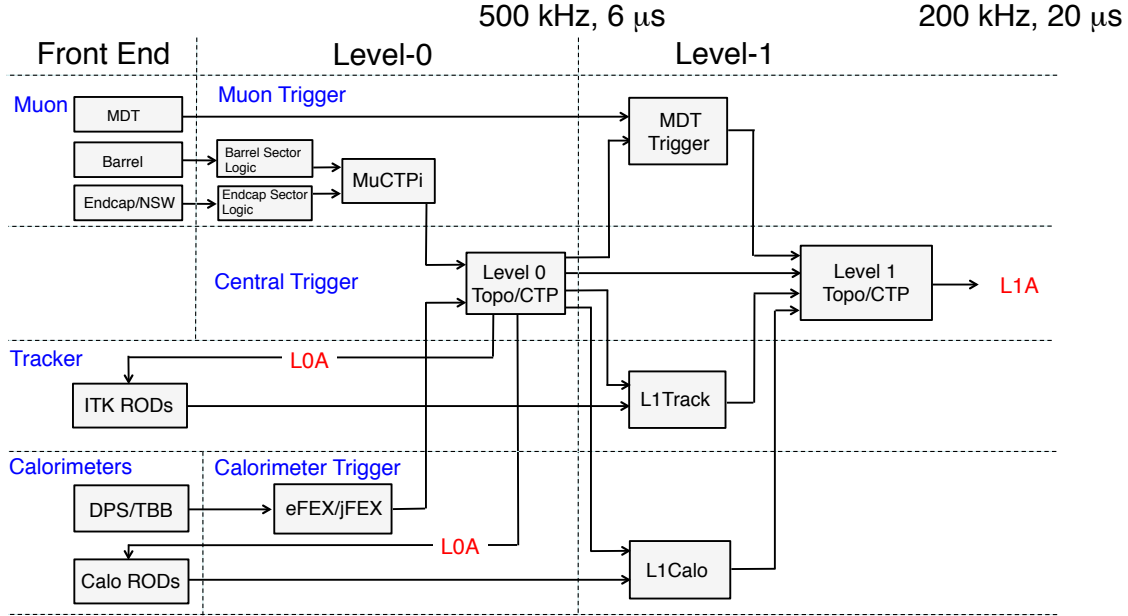 500 kHz, 6 μs
200 kHz, 20 μs
Front End
Level-0
Level-1
Muon
Muon Trigger
MDT
MDT
Trigger
Barrel
Barrel Sector
Logic
MuCTPi
Endcap/NSW
Endcap Sector
Logic
Central Trigger
Level 0
Topo/CTP
Level 1
Topo/CTP
L1A
Tracker
L0A
ITK RODs
L1Track
Calorimeters
Calorimeter Trigger
DPS/TBB
eFEX/jFEX
L0A
Calo RODs
L1Calo